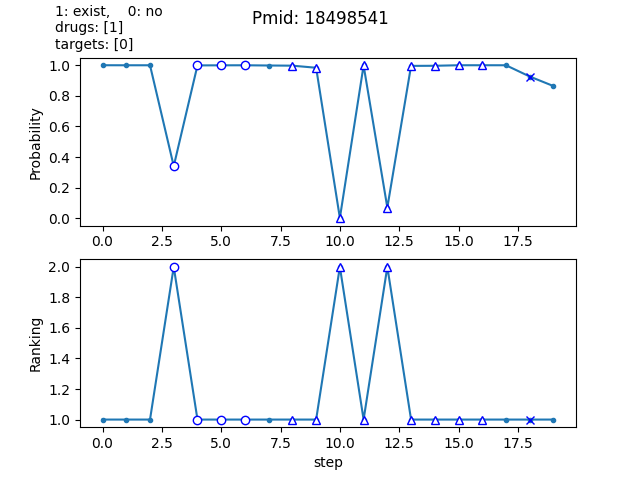 1: exist,    0: no
drugs: [1]
targets: [0]
Pmid: 18498541
1.0
0.8
0.6
0.4
0.2
0.0
Probability
0.0 2.5 5.0 7.5 10.0 12.5 15.0 17.5
2.0
1.8
1.6
1.4
1.2
1.0
Ranking
0.0 2.5 5.0 7.5 10.0 12.5 15.0 17.5
step